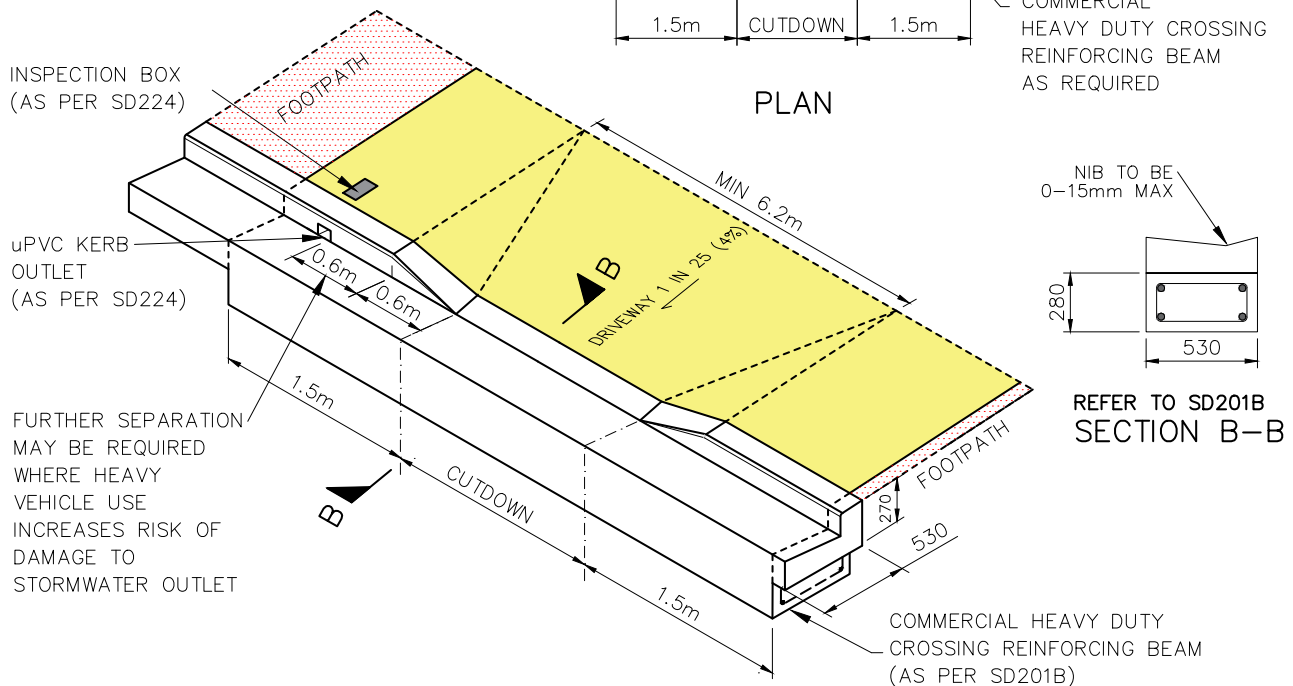 COMMERCIAL
HEAVY DUTY CROSSING
REINFORCING BEAM
AS REQUIRED
1.5m
CUTDOWN
1.5m
PLAN
INSPECTION BOX
(AS PER SD224)
FOOTPATH
MIN 6.2m
DRIVEWAY 1 IN 25 (4%)
B
uPVC KERB
OUTLET
(AS PER SD224)
0.6m
0.6m
NIB TO BE
0-15mm MAX
280
530
REFER TO SD201B
SECTION B-B
1.5m
FURTHER SEPARATION
MAY BE REQUIRED
WHERE HEAVY
VEHICLE USE
INCREASES RISK OF
DAMAGE TO
STORMWATER OUTLET
B
CUTDOWN
1.5m
FOOTPATH
270
530
COMMERCIAL HEAVY DUTY
CROSSING REINFORCING BEAM
(AS PER SD201B)